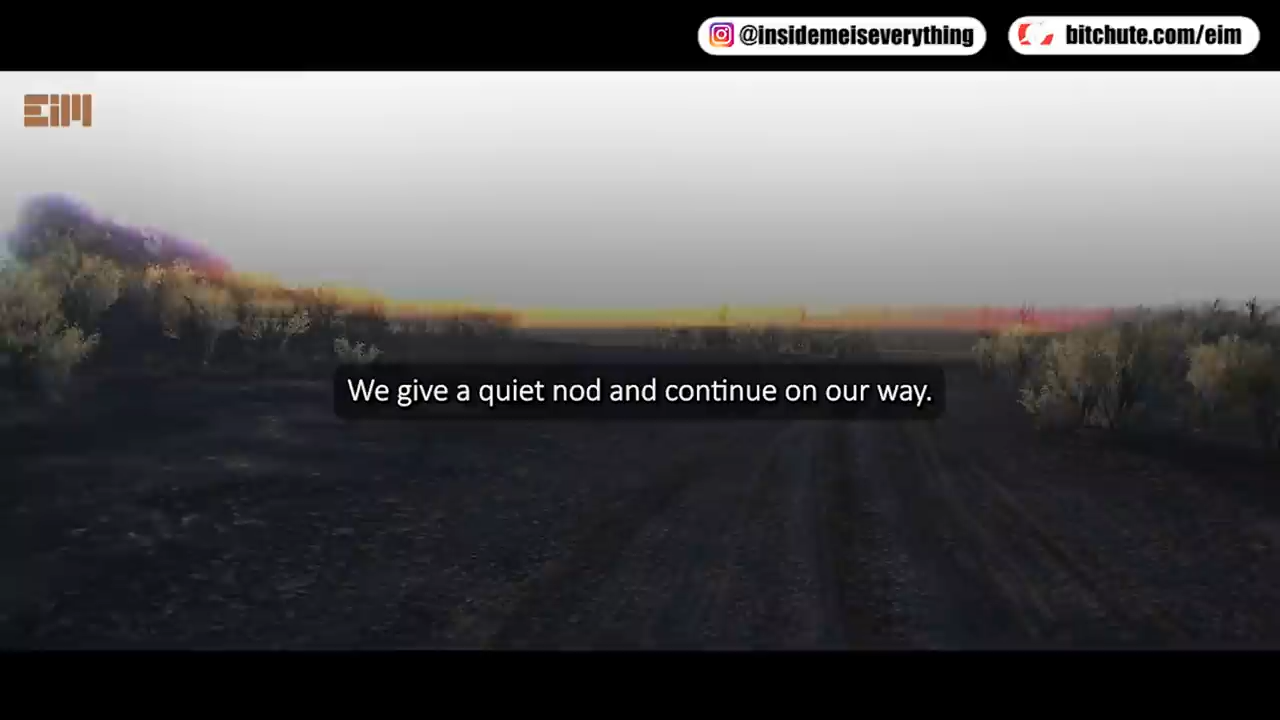 @insidemeiseverything
bitchute.com/eim
EiM
We give a quiet nod and continue on our way.